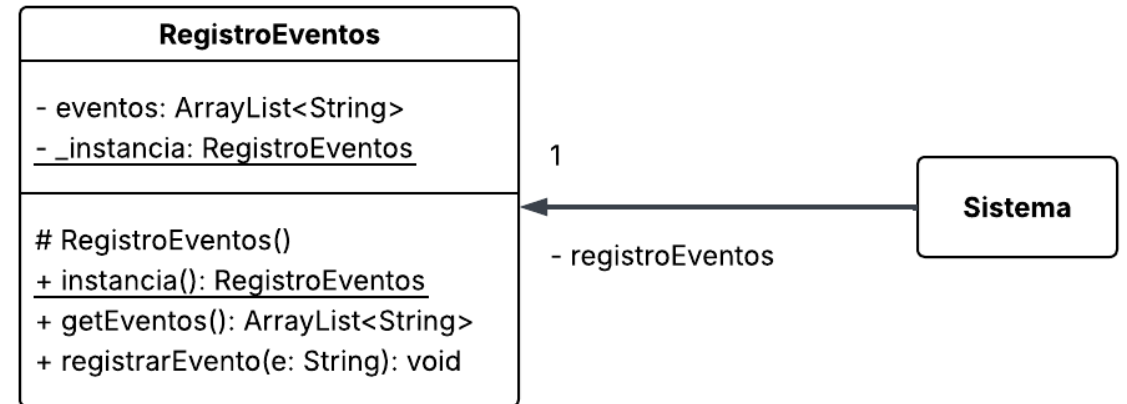 RegistroEventos
- eventos: ArrayList<String>
- _instancia: RegistroEventos
# RegistroEventos()
+ instancia(): RegistroEventos
+ getEventos(): ArrayList<String>
+ registrarEvento(e: String): void
1
- registroEventos
Sistema